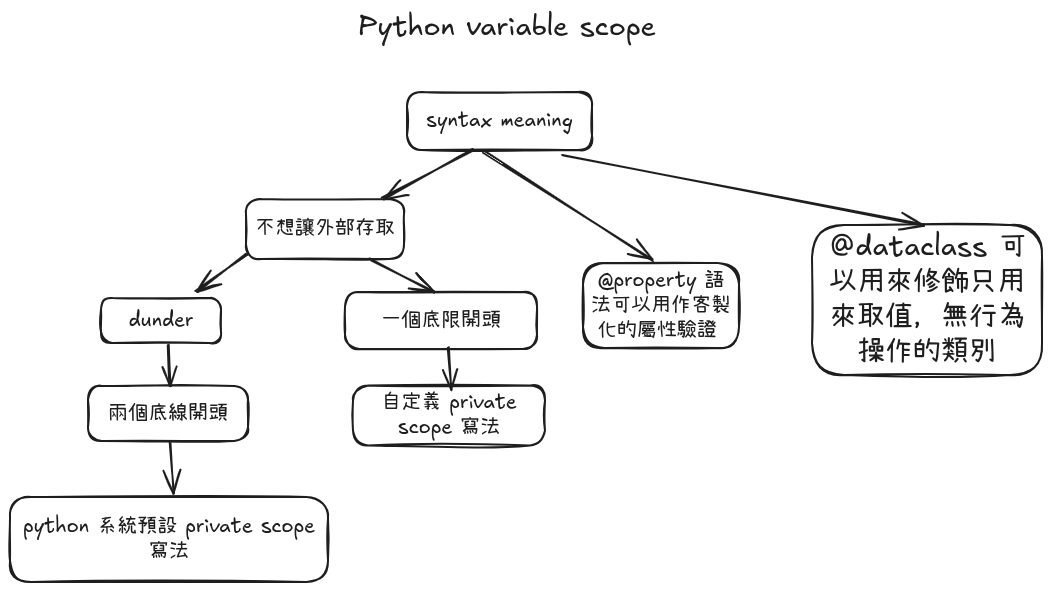 Python variable scope
syntax meaning
不想讓外部存取
@dataclass 可
以用來修飾只用
來取值，無行為
操作的類別
@property 語
法可以用作客製
化的屬性驗證
dunder
一個底限開頭
兩個底線開頭
自定義 private
scope 寫法
python 系統預設 private scope
寫法